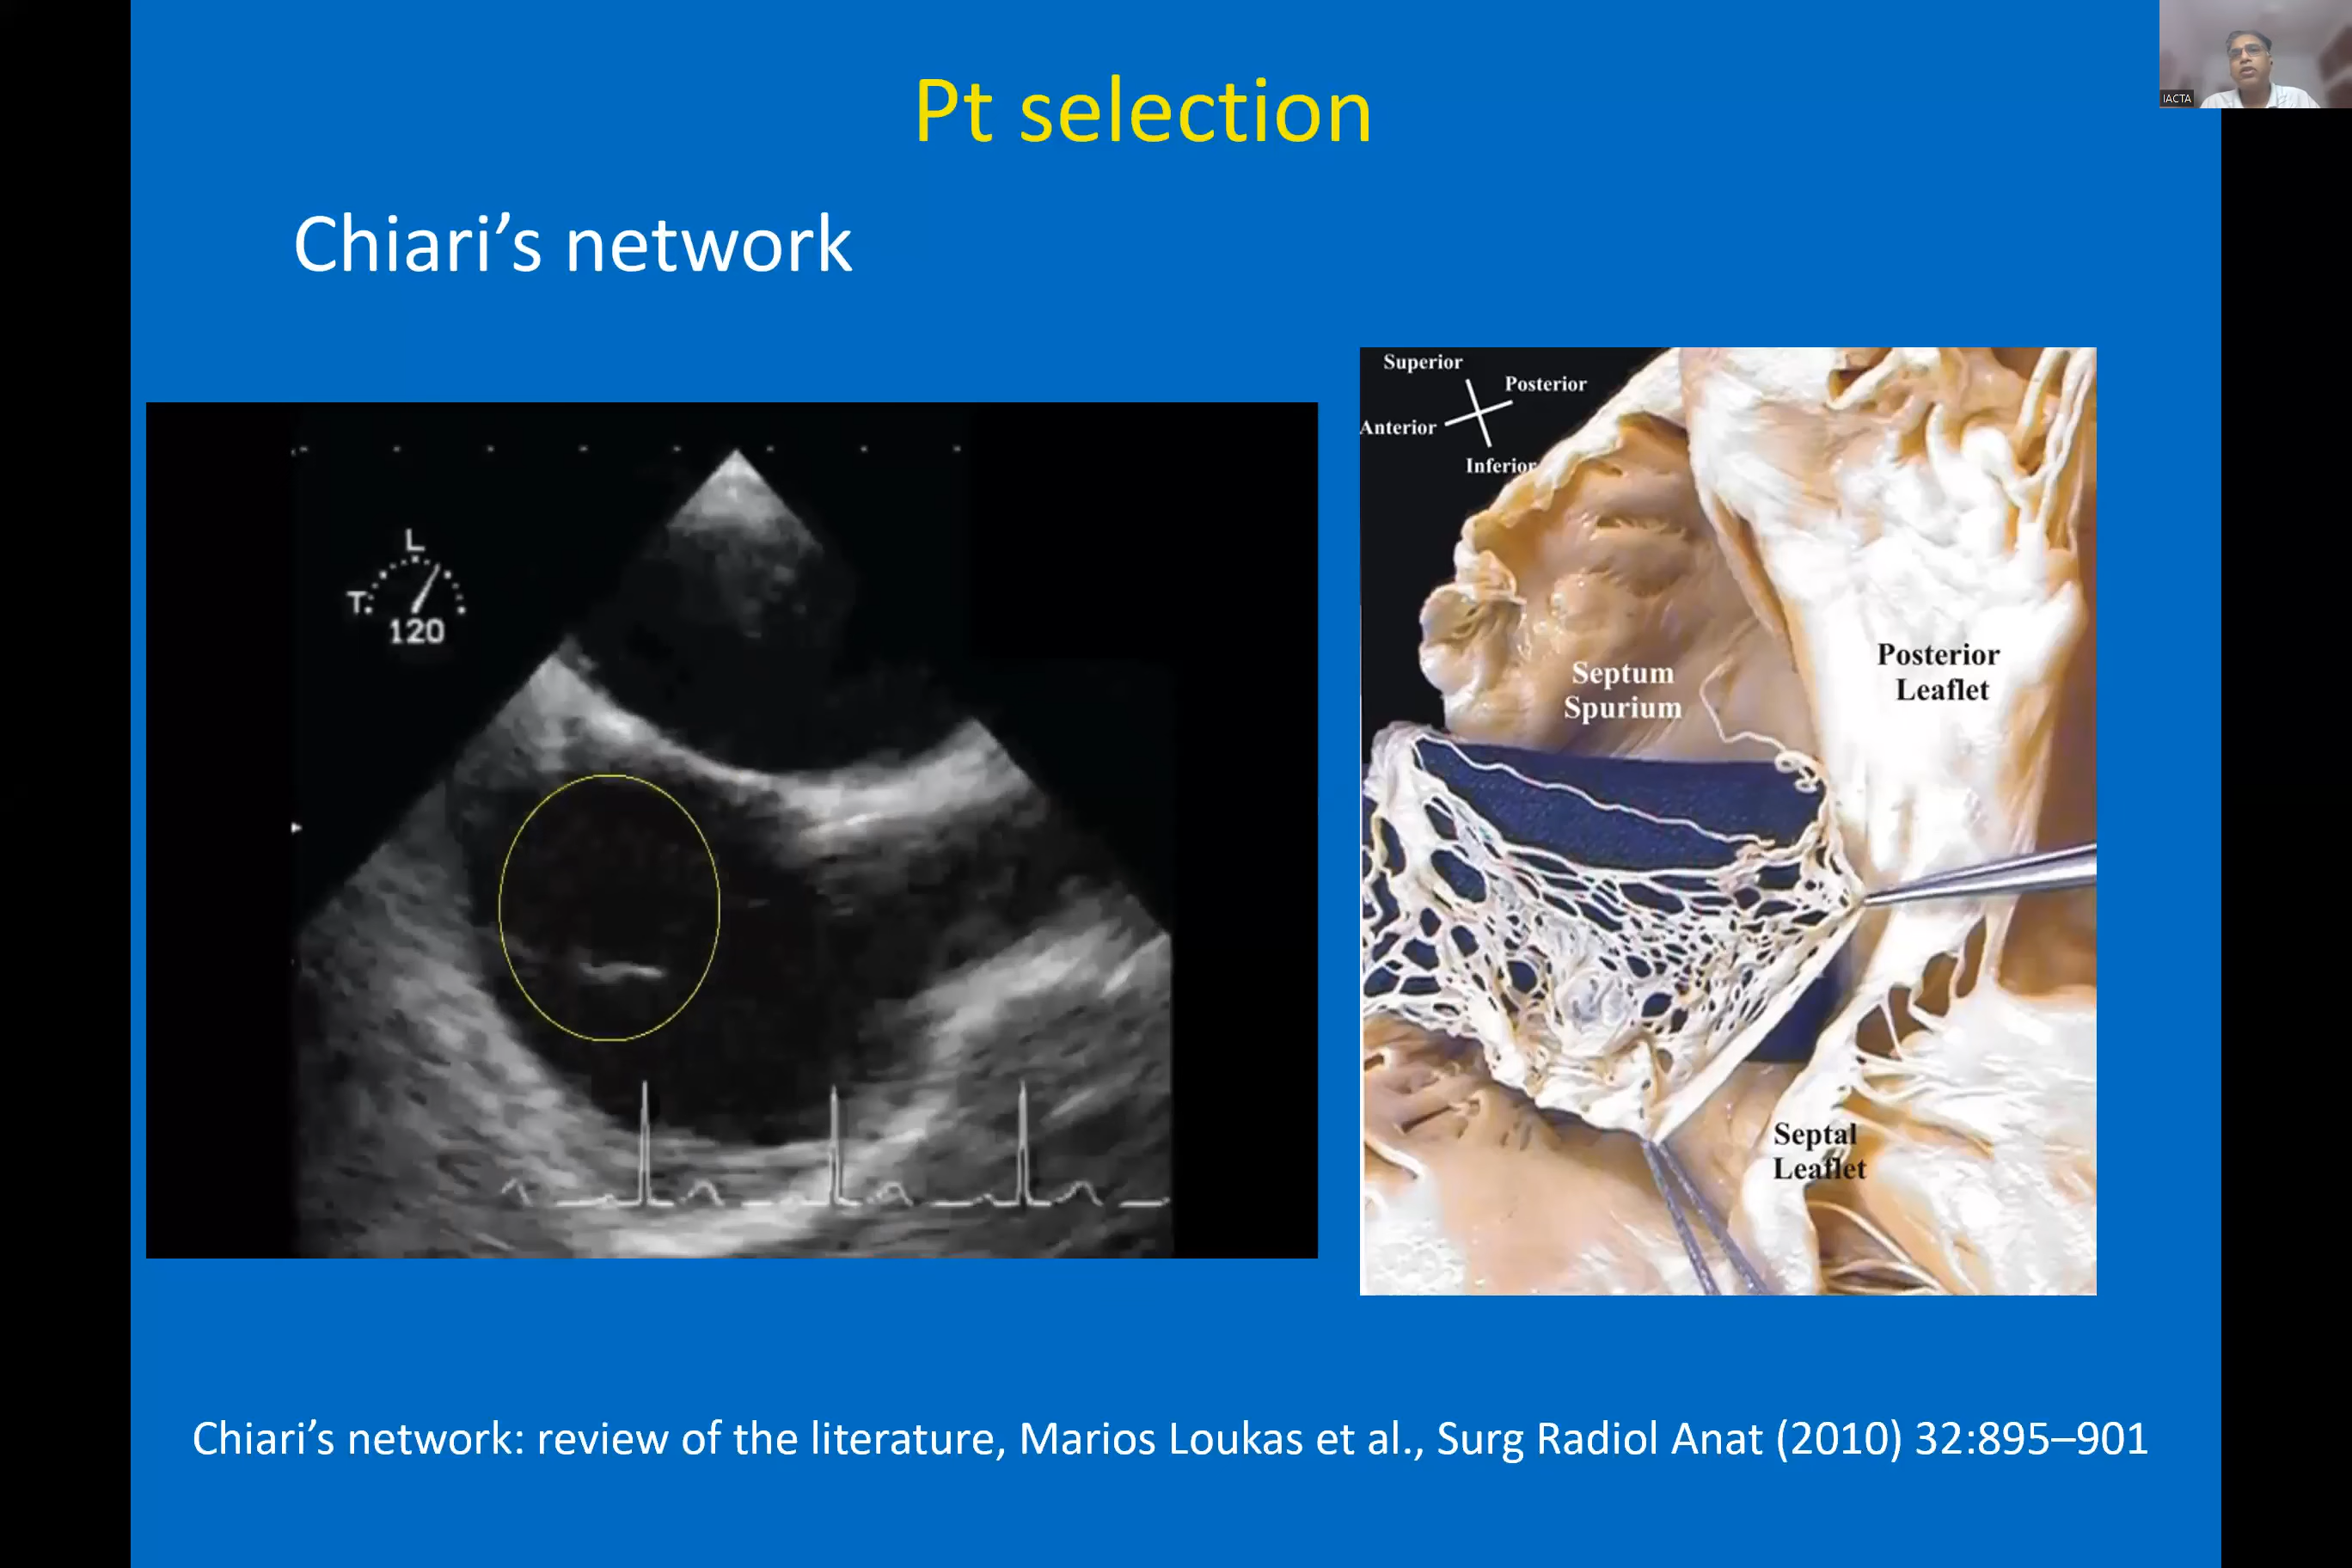 Pt selection
IACTA
Chiari’s network
Superior
Posterior
Anterior
Inferior
L
T
120
Septum
Spurium
Posterior
Leaflet
Septal
Leaflet
Chiari’s network: review of the literature, Marios Loukas et al., Surg Radiol Anat (2010) 32:895–901